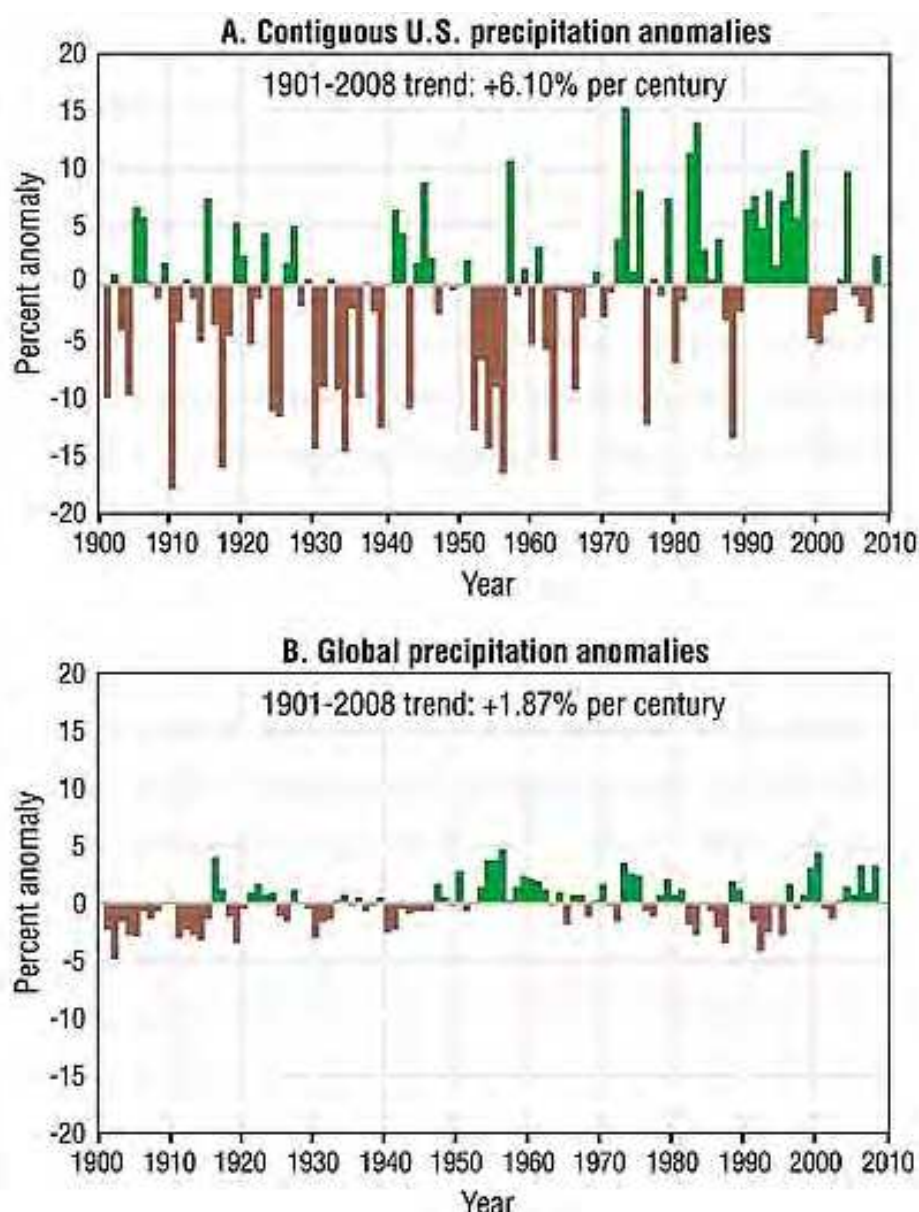 A. Contiguous U.S. precipitation anomalies
1901-2008 trend: +6.10% per century
Percent anomaly
20
15
10
5
0
-5
-10
-15
-20
1900 1910 1920 1930 1940 1950 1960 1970 1980 1990 2000 2010
Year
B. Global precipitation anomalies
1901-2008 trend: +1.87% per century
Percent anomaly
20
15
10
5
0
-5
-10
-15
-20
1900 1910 1920 1930 1940 1950 1960 1970 1980 1990 2000 2010
Year